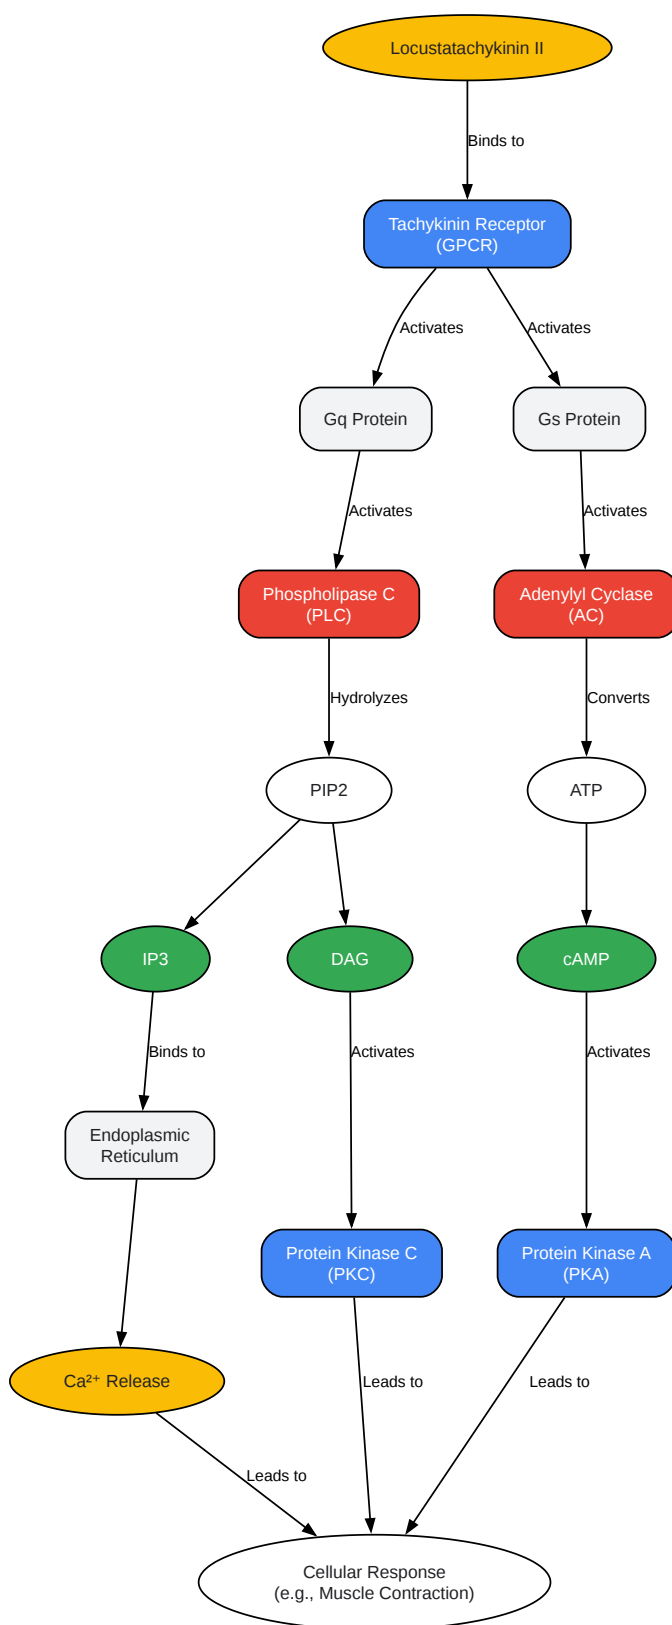 Locustatachykinin II
Binds to
Tachykinin Receptor
(GPCR)
Activates
Activates
Gq Protein
Gs Protein
Activates
Activates
Phospholipase C
(PLC)
Adenylyl Cyclase
(AC)
Hydrolyzes
Converts
PIP2
ATP
IP3
DAG
cAMP
Binds to
Activates
Activates
Endoplasmic
Reticulum
Protein Kinase C
(PKC)
Protein Kinase A
(PKA)
Ca²⁺ Release
Leads to
Leads to
Leads to
Cellular Response
(e.g., Muscle Contraction)